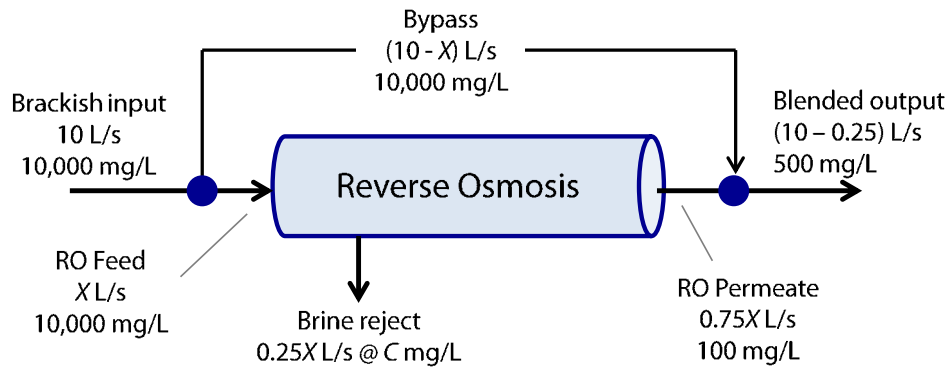 Bypass
(10 - X) L/s
10,000 mg/L
Brackish input
10 L/s
10,000 mg/L
Blended output
(10 – 0.25) L/s
500 mg/L
Reverse Osmosis
RO Feed
X L/s
10,000 mg/L
Brine reject
0.25X L/s @ C mg/L
RO Permeate
0.75X L/s
100 mg/L